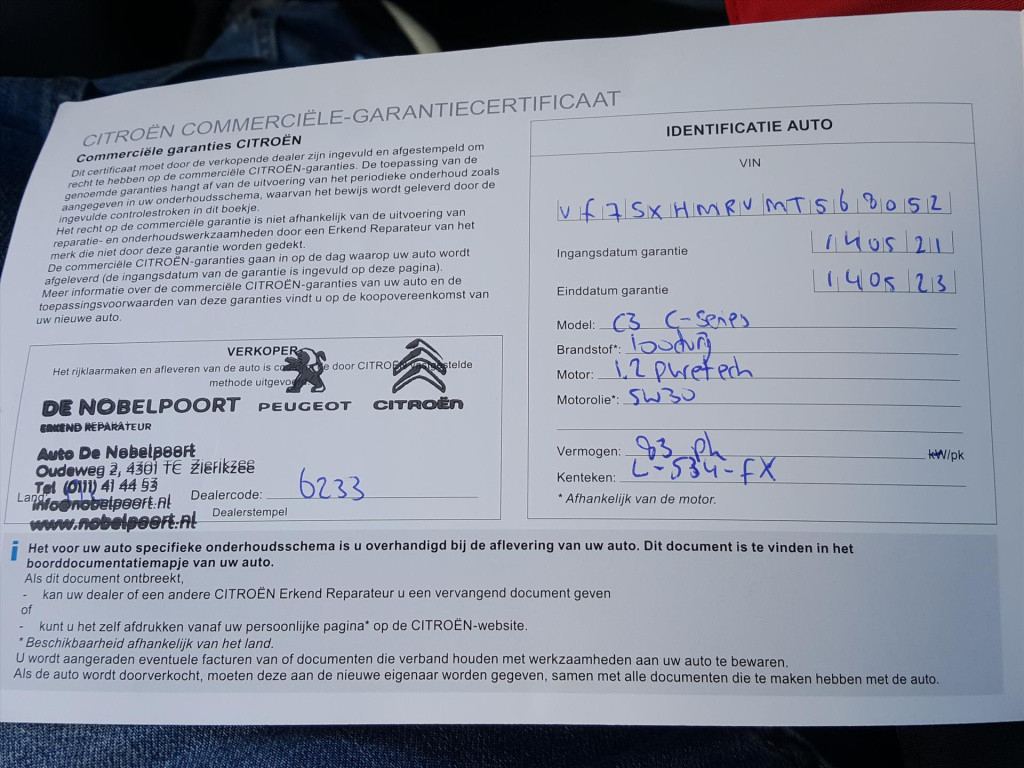 CITROËN COMMERCIËLE-GARANTIECERTIFICAAT
Commerciële garanties CITROËN
Dit certificaat moet door de verkopende dealer zijn ingevuld en afgestempeld om
recht te hebben op de commerciële CITROËN-garanties. De toepassing van de
genoemde garanties hangt af van de uitvoering van het periodieke onderhoud zoals
aangegeven in uw onderhoudsschema, waarvan het bewijs wordt geleverd door de
ingevulde controlestroken in dit boekje.
Het recht op de commerciële garantie is niet afhankelijk van de uitvoering van
reparatie- en onderhoudswerkzaamheden door een Erkend Reparateur van het
merk die niet door deze garantie worden gedekt.
De commerciële CITROËN-garanties gaan in op de dag waarop uw auto wordt
afgeleverd (de ingangsdatum van de garantie is ingevuld op deze pagina).
Meer informatie over de commerciële CITROËN-garanties van uw auto en de
toepassingsvoorwaarden van deze garanties vindt u op de koopovereenkomst van
uw nieuwe auto.
VERKOPER
Het rijklaarmaken en afleveren van de auto is door CITROËN
methode
DE NOBELPOORT PEUGEOT CITROËN
ERKEND REPARATEUR
Auto De Nobelpoort
Oudeweg 2, 4301 TC Zierikzee
Tel (0111) 41 44 53
Land:
info@nobelpoort.nl
www.nobelpoort.nl
Dealercode: 6233
Dealerstempel
IDENTIFICATIE AUTO
VIN
Vf7SXHMRVMT568052
Ingangsdatum garantie 140521
Einddatum garantie 140523
Model: C3 C-series
Brandstof*: loodvrij
Motor: 1.2 puretech
Motorolie*: 5W30
Vermogen: 83 pk kW/pk
Kenteken: L-534-FX
* Afhankelijk van de motor.
i Het voor uw auto specifieke onderhoudsschema is u overhandigd bij de aflevering van uw auto. Dit document is te vinden in het
boorddocumentatiemapje van uw auto.
Als dit document ontbreekt,
- kan uw dealer of een andere CITROËN Erkend Reparateur u een vervangend document geven
of
- kunt u het zelf afdrukken vanaf uw persoonlijke pagina* op de CITROËN-website.
* Beschikbaarheid afhankelijk van het land.
U wordt aangeraden eventuele facturen van of documenten die verband houden met werkzaamheden aan uw auto te bewaren.
Als de auto wordt doorverkocht, moeten deze aan de nieuwe eigenaar worden gegeven, samen met alle documenten die te maken hebben met de auto.